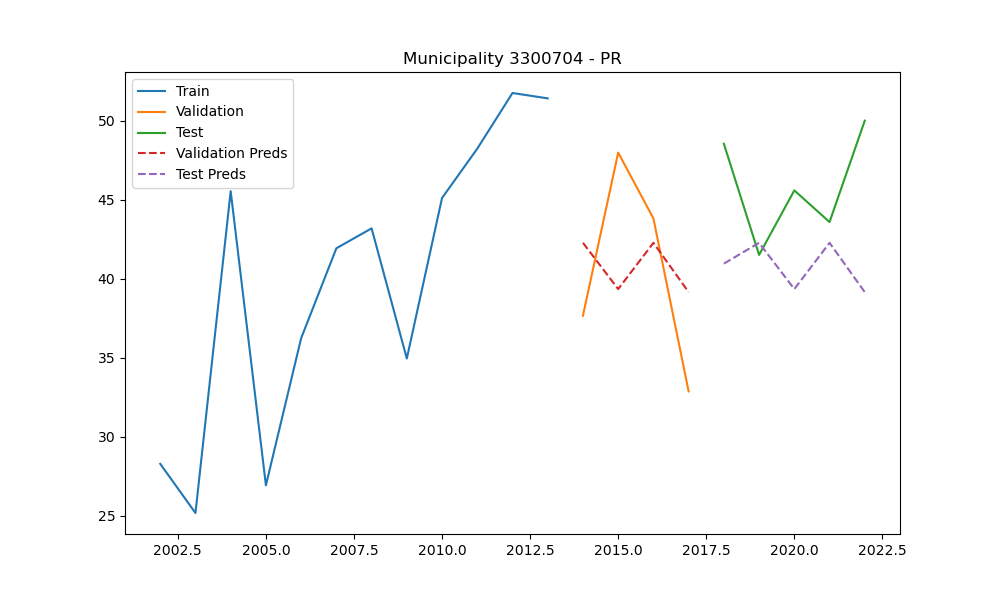 Municipality 3300704 - PR
Train
Validation
Test
Validation Preds
Test Preds
50
45
40
35
30
25
2002.5 2005.0 2007.5 2010.0 2012.5 2015.0 2017.5 2020.0 2022.5